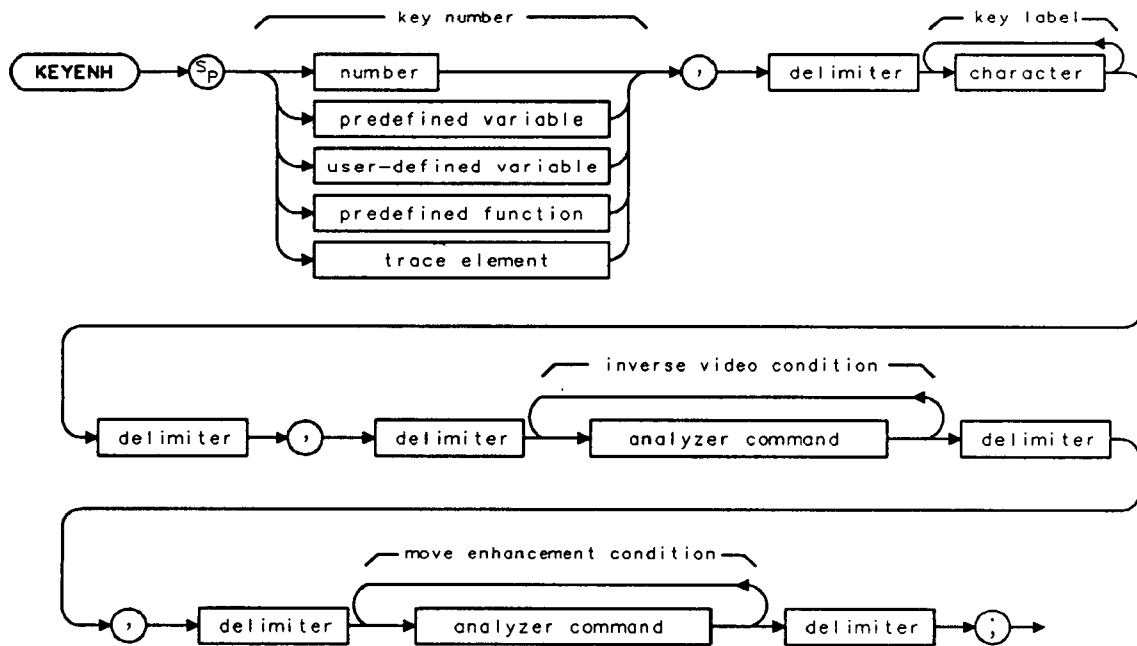 key number
key label
KEYENH
SP
number
,
delimiter
character
predefined variable
user-defined variable
predefined function
trace element
inverse video condition
delimiter
,
delimiter
analyzer command
delimiter
move enhancement condition
,
delimiter
analyzer command
delimiter
;